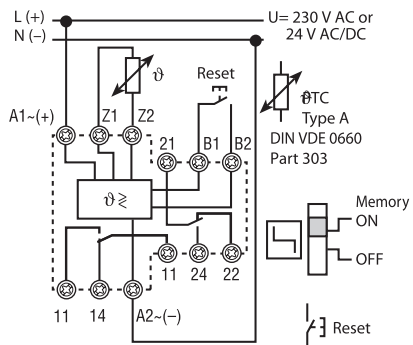 L (+)
U= 230 V AC or
N (–)
24 V AC/DC
ϑ
Reset
A1~(+)
Z1
Z2
21
B1
B2
ϑ
PTC
Type A
DIN VDE 0660
Part 303
ϑ ≷
Memory
ON
OFF
11
24
22
11
14
A2~(–)
Reset